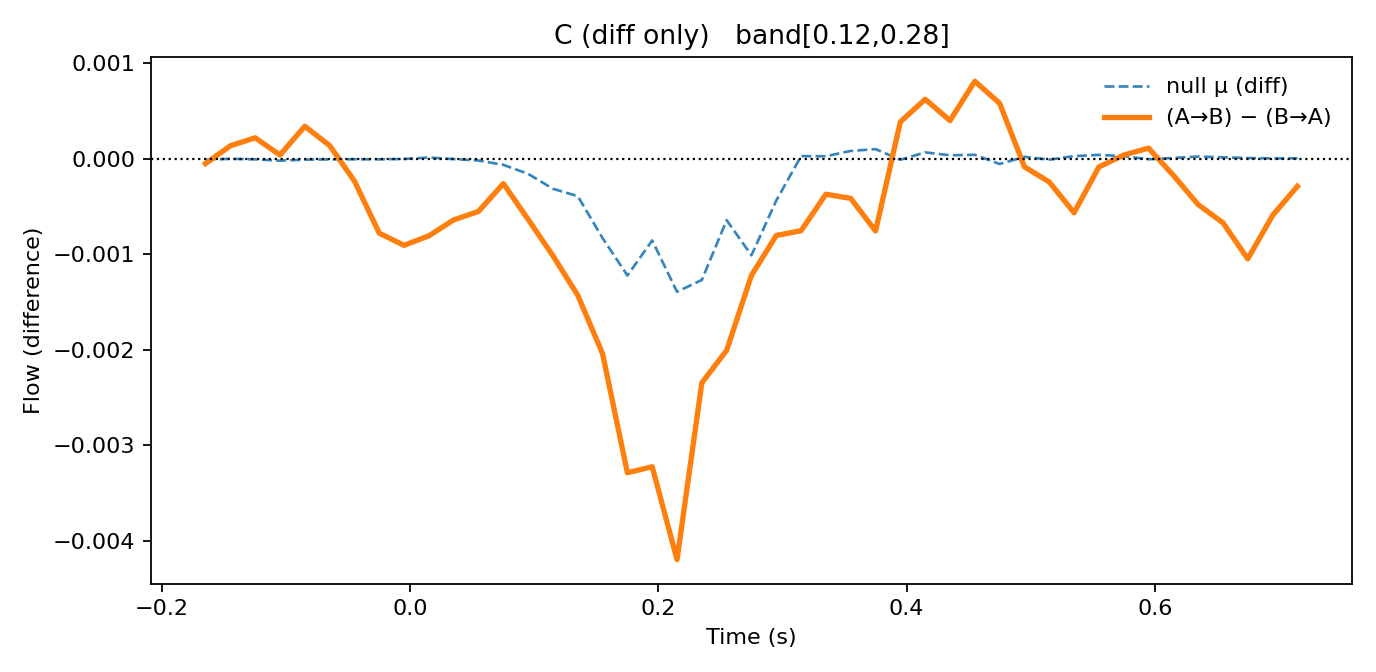 C (diff only)   band[0.12,0.28]
0.001
0.000
−0.001
−0.002
−0.003
−0.004
Flow (difference)
null μ (diff)
(A→B) − (B→A)
−0.2
0.0
0.2
0.4
0.6
Time (s)